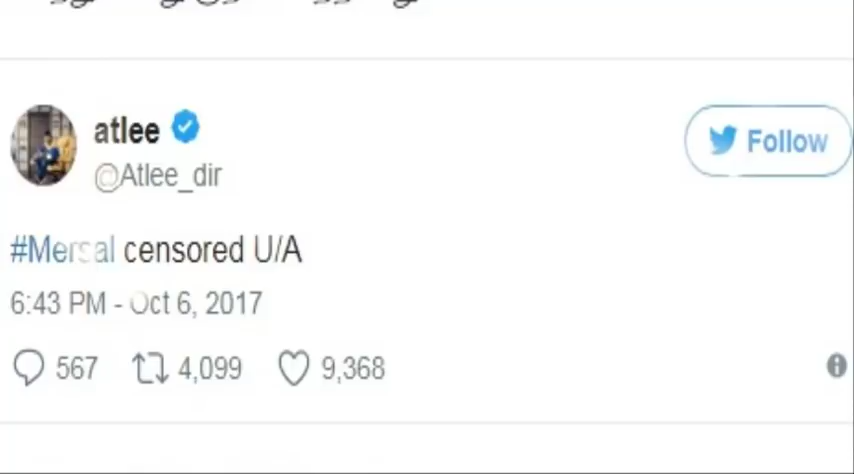 atlee
@Atlee_dir
Follow
#Mersal censored U/A
6:43 PM - Oct 6, 2017
567 4,099 9,368